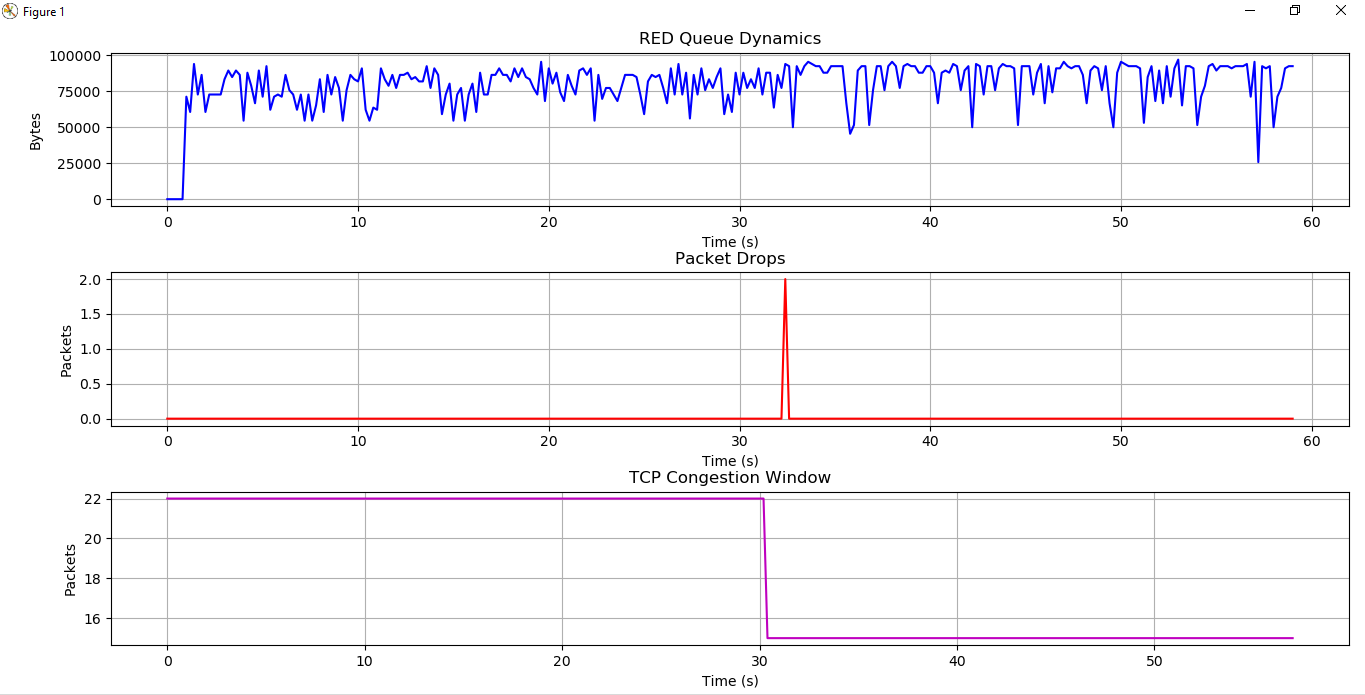 Figure 1
RED Queue Dynamics
100000
75000
50000
25000
0
Bytes
0 10 20 30 40 50 60
Time (s)
Packet Drops
2.0
1.5
1.0
0.5
0.0
Packets
0 10 20 30 40 50 60
Time (s)
TCP Congestion Window
22
20
18
16
Packets
0 10 20 30 40 50
Time (s)